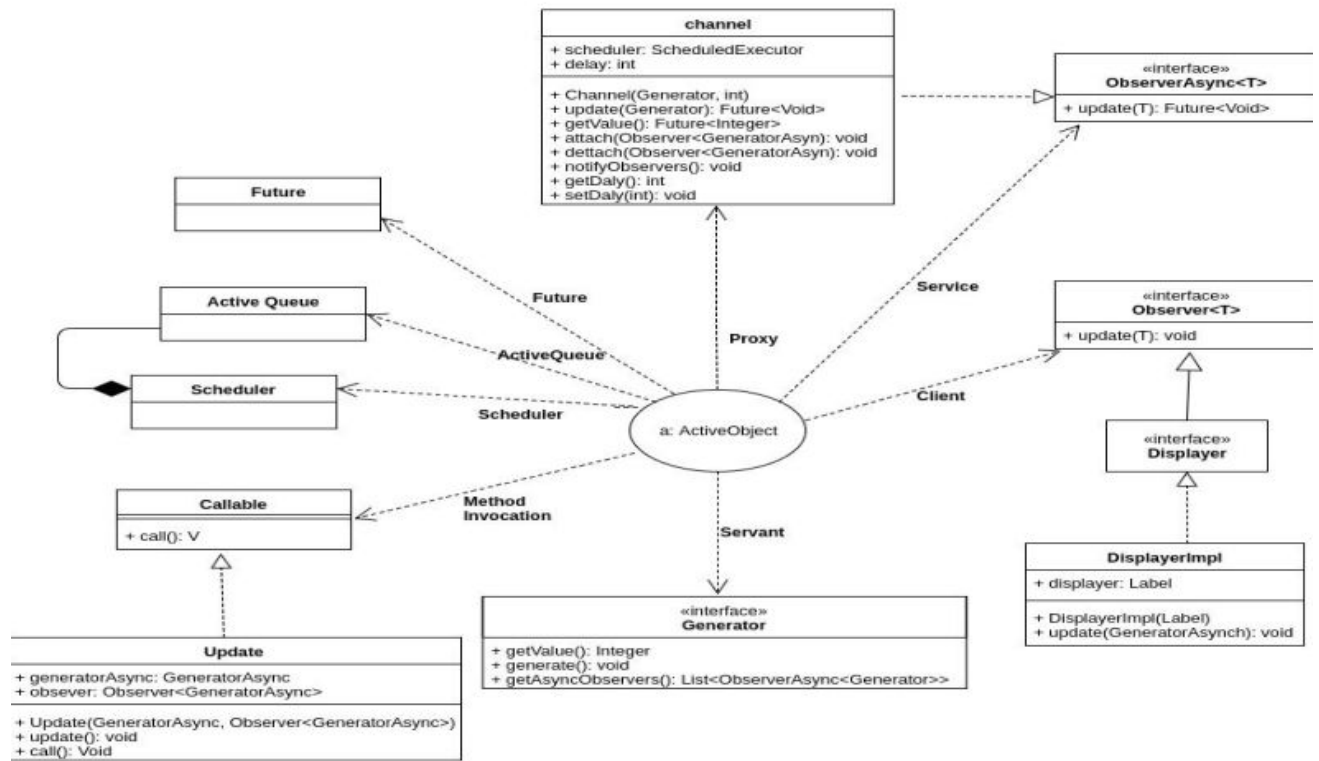 channel
+ scheduler: ScheduledExecutor
+ delay: int
+ Channel(Generator, int)
+ update(Generator): Future<Void>
+ getValue(): Future<Integer>
+ attach(Observer<GeneratorAsyn): void
+ dettach(Observer<GeneratorAsyn): void
+ notifyObservers(): void
+ getDaly(): int
+ setDaly(int): void
«interface»
ObserverAsync<T>
+ update(T): Future<Void>
Future
Active Queue
Scheduler
Future
ActiveQueue
Scheduler
Proxy
Service
Client
«interface»
Observer<T>
+ update(T): void
a: ActiveObject
«interface»
Displayer
Callable
+ call(): V
Method
Invocation
Servant
DisplayerImpl
+ displayer: Label
+ DisplayerImpl(Label)
+ update(GeneratorAsynch): void
«interface»
Generator
+ getValue(): Integer
+ generate(): void
+ getAsyncObservers(): List<ObserverAsync<Generator>>
Update
+ generatorAsync: GeneratorAsync
+ obsever: Observer<GeneratorAsync>
+ Update(GeneratorAsync, Observer<GeneratorAsync>)
+ update(): void
+ call(): Void